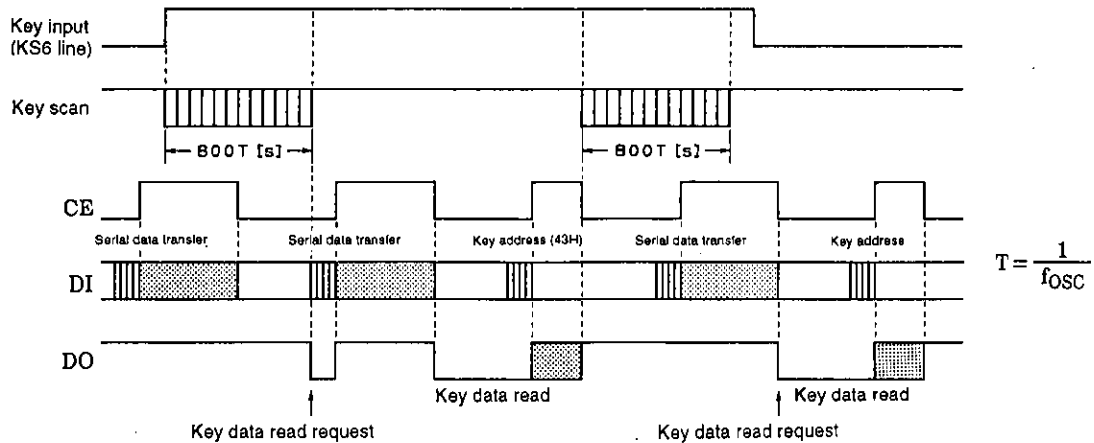 Key input
(KS6 line)
Key scan
800T [s]
800T [s]
CE
Serial data transfer
Serial data transfer
Key address (43H)
Serial data transfer
Key address
DI
T = 1/fOSC
DO
Key data read
Key data read
Key data read request
Key data read request